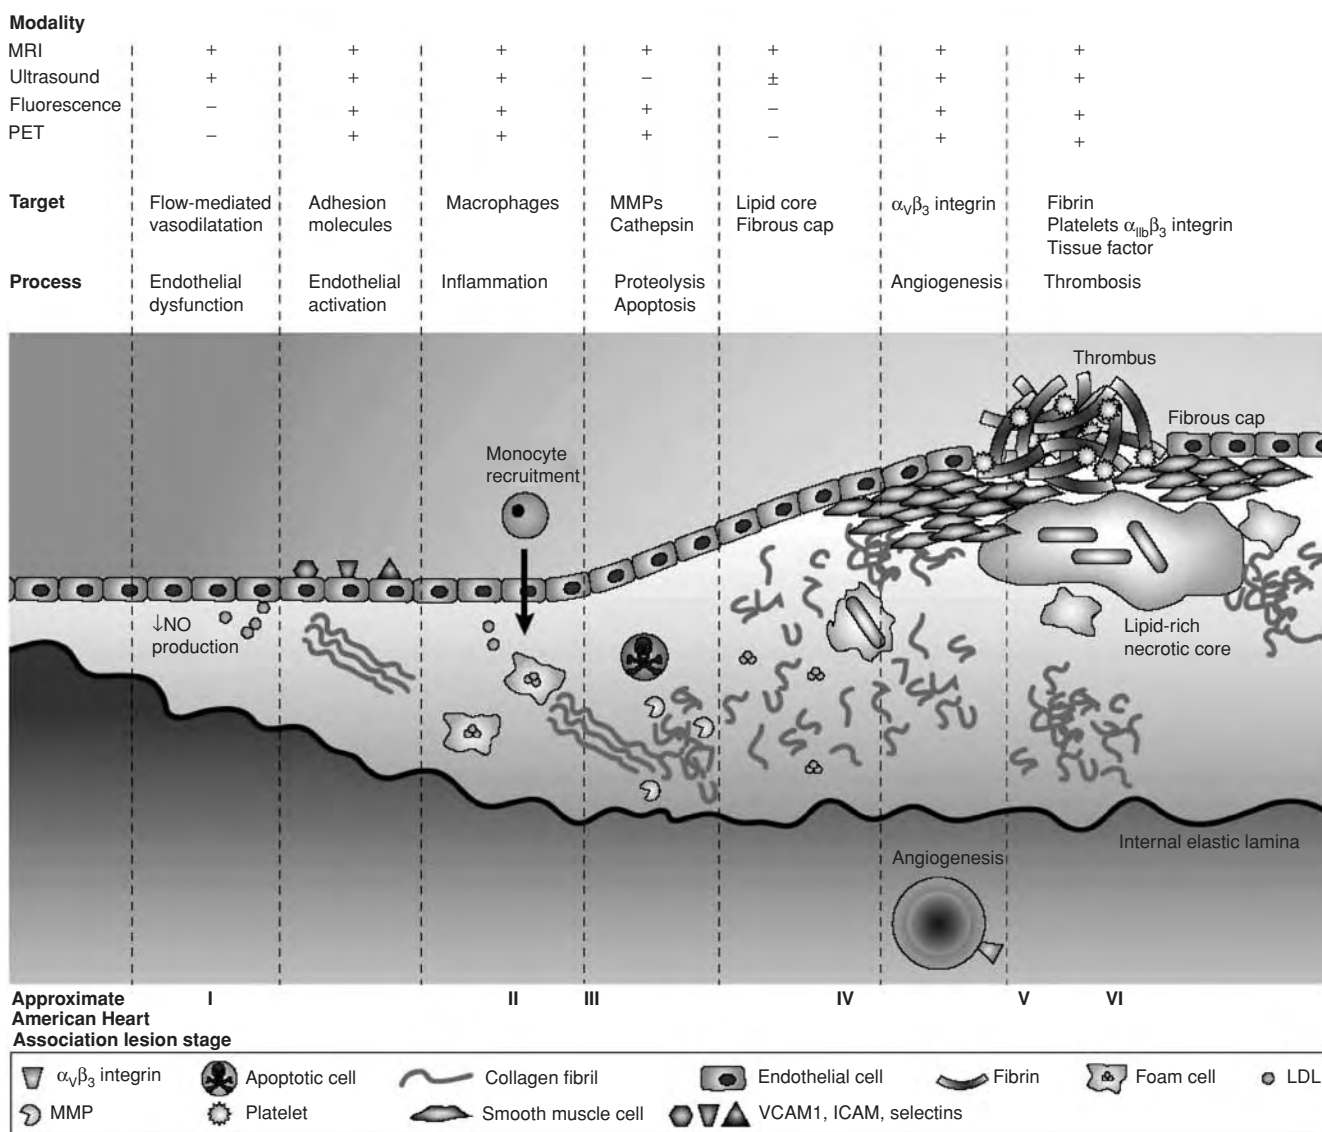 Modality
MRI + + + + + + +
Ultrasound + + + − ± + +
Fluorescence − + + + − + +
PET − + + + − + +
Target Flow-mediated vasodilatation Adhesion molecules Macrophages MMPs Cathepsin Lipid core Fibrous cap αVβ3 integrin Fibrin Platelets αIIbβ3 integrin Tissue factor
Process Endothelial dysfunction Endothelial activation Inflammation Proteolysis Apoptosis Angiogenesis Thrombosis
Thrombus
Fibrous cap
Monocyte
recruitment
↓NO
production
Lipid-rich
necrotic core
Internal elastic lamina
Angiogenesis
Approximate I II III IV V VI
American Heart
Association lesion stage
αVβ3 integrin Apoptotic cell Collagen fibril Endothelial cell Fibrin Foam cell LDL
MMP Platelet Smooth muscle cell VCAM1, ICAM, selectins